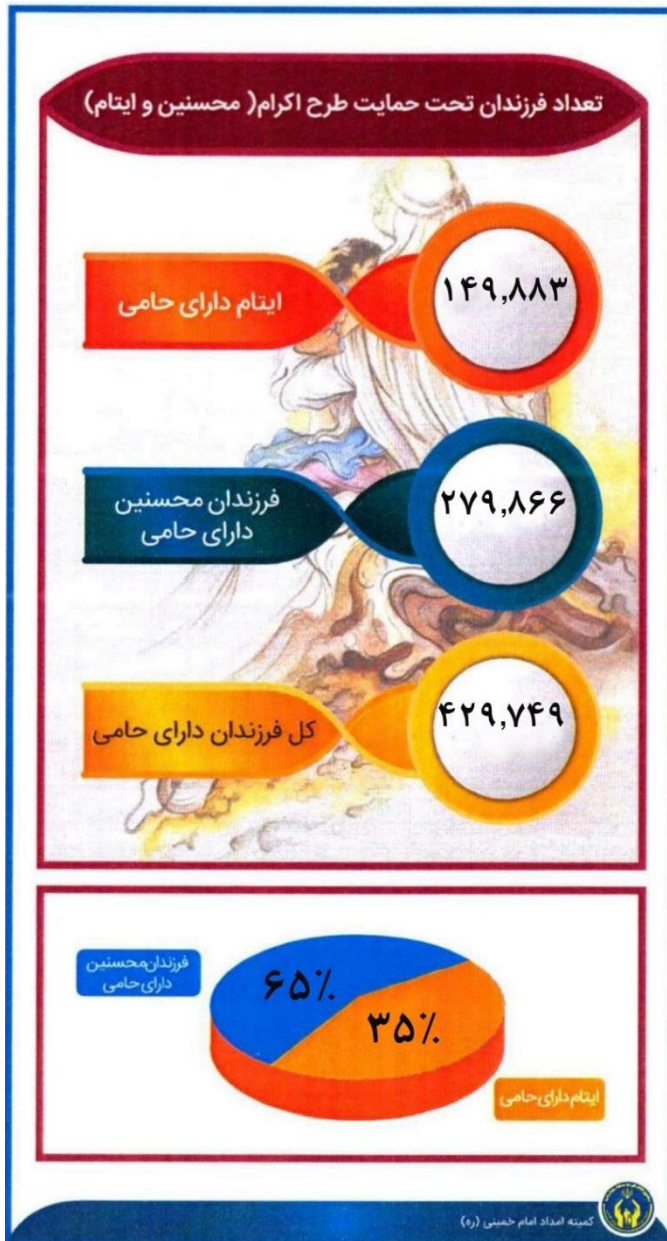 تعداد فرزندان تحت حمایت طرح اکرام( محسنین و ایتام)
۱۴۹,۸۸۳
ایتام دارای حامی
۲۷۹,۸۶۶
فرزندان محسنین
دارای حامی
۴۲۹,۷۴۹
کل فرزندان دارای حامی
۶۵٪
فرزندان‌محسنین
دارای حامی
۳۵٪
ایتام دارای حامی
کمیته امداد امام خمینی (ره)